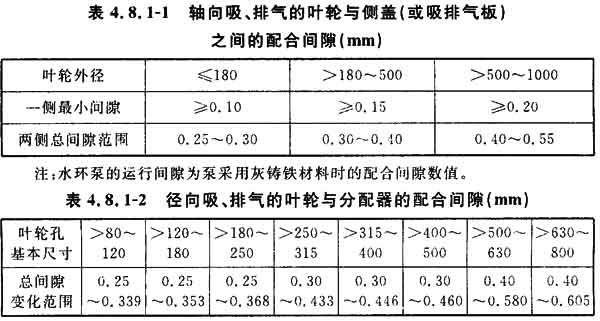 表 4.8.1-1 轴向吸、排气的叶轮与侧盖(或吸排气板)
之间的配合间隙(mm)
叶轮外径 ≤180 >180~500 >500~1000
一侧最小间隙 ≥0.10 ≥0.15 ≥0.20
两侧总间隙范围 0.25~0.30 0.30~0.40 0.40~0.55
注:水环泵的运行间隙为泵采用灰铸铁材料时的配合间隙数值。
表 4.8.1-2 径向吸、排气的叶轮与分配器的配合间隙(mm)
叶轮孔 >80~ >120~ >180~ >250~ >315~ >400~ >500~ >630~
基本尺寸 120 180 250 315 400 500 630 800
总间隙 0.25 0.25 0.25 0.30 0.30 0.30 0.40 0.40
变化范围 ~0.339 ~0.353 ~0.368 ~0.433 ~0.446 ~0.460 ~0.580 ~0.605